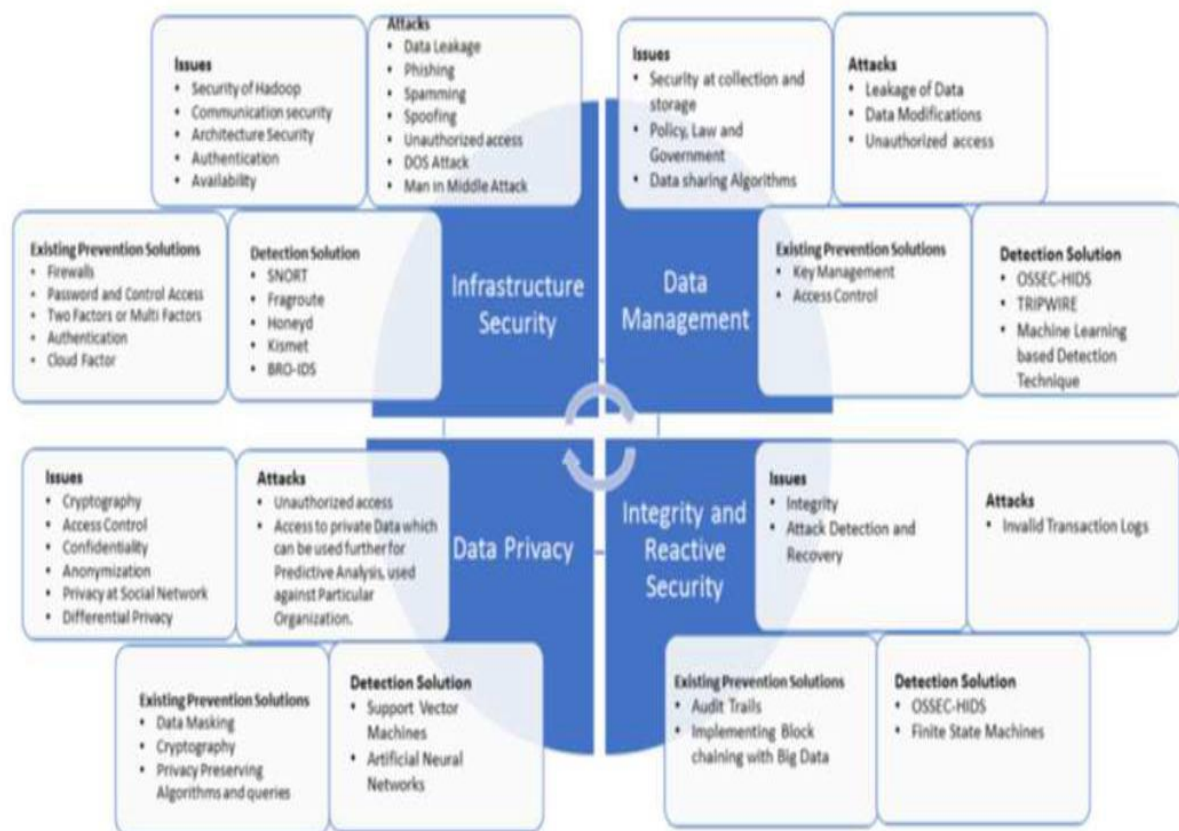 Issues
• Security of Hadoop
• Communication security
• Architecture Security
• Authentication
• Availability
Attacks
• Data Leakage
• Phishing
• Spamming
• Spoofing
• Unauthorized access
• DOS Attack
• Man in Middle Attack
Existing Prevention Solutions
• Firewalls
• Password and Control Access
• Two Factors or Multi Factors
• Authentication
• Cloud Factor
Detection Solution
• SNORT
• Fragroute
• Honeyd
• Kismet
• BRO-IDS
Infrastructure
Security
Issues
• Security at collection and
storage
• Policy, Law and
Government
• Data sharing Algorithms
Attacks
• Leakage of Data
• Data Modifications
• Unauthorized access
Data
Management
Existing Prevention Solutions
• Key Management
• Access Control
Detection Solution
• OSSEC-HIDS
• TRIPWIRE
• Machine Learning
based Detection
Technique
Issues
• Cryptography
• Access Control
• Confidentiality
• Anonymization
• Privacy at Social Network
• Differential Privacy
Attacks
• Unauthorized access
• Access to private Data which
can be used further for
Predictive Analysis, used
against Particular
Organization.
Data Privacy
Existing Prevention Solutions
• Data Masking
• Cryptography
• Privacy Preserving
Algorithms and queries
Detection Solution
• Support Vector
Machines
• Artificial Neural
Networks
Integrity and
Reactive
Security
Issues
• Integrity
• Attack Detection and
Recovery
Attacks
• Invalid Transaction Logs
Existing Prevention Solutions
• Audit Trails
• Implementing Block
chaining with Big Data
Detection Solution
• OSSEC-HIDS
• Finite State Machines